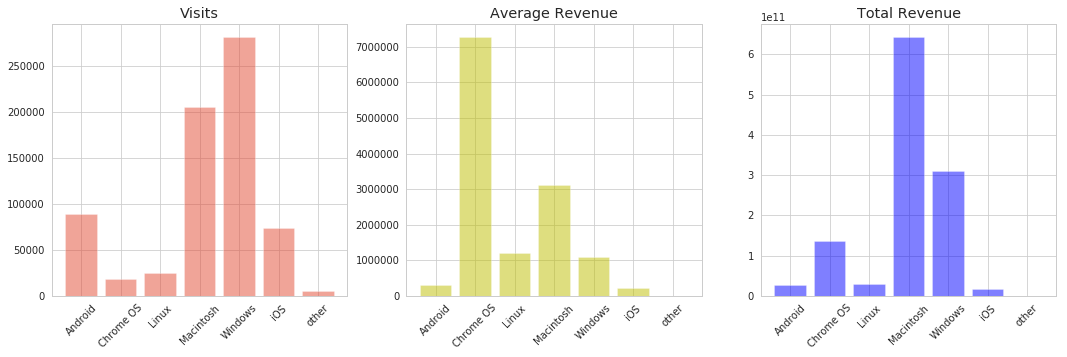 Visits
250000
200000
150000
100000
50000
0
Android
Chrome OS
Linux
Macintosh
Windows
iOS
other
Average Revenue
7000000
6000000
5000000
4000000
3000000
2000000
1000000
0
Android
Chrome OS
Linux
Macintosh
Windows
iOS
other
Total Revenue
1e11
6
5
4
3
2
1
0
Android
Chrome OS
Linux
Macintosh
Windows
iOS
other